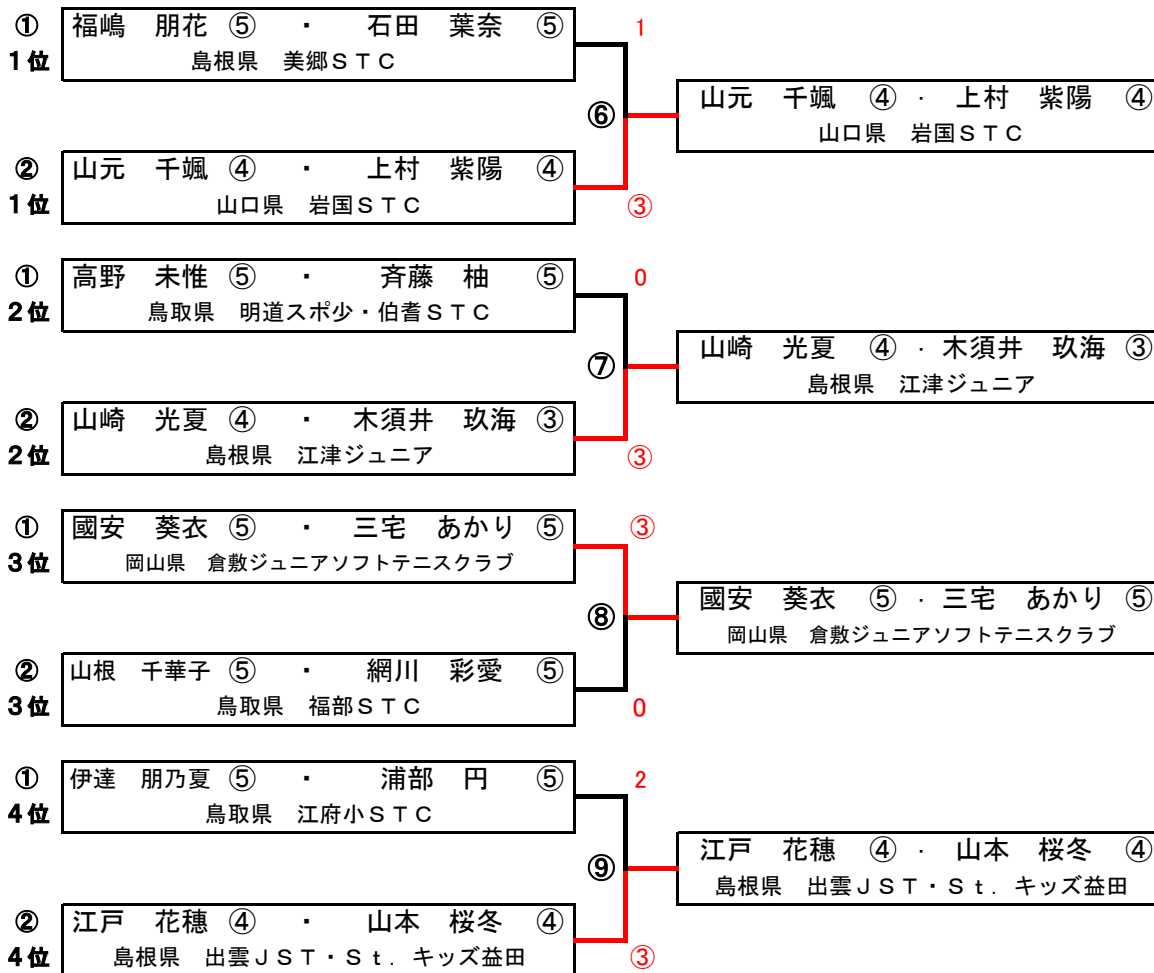 ① 福嶋　朋花 ⑤ ・ 石田　葉奈 ⑤ 1
1位 島根県　美郷ＳＴＣ
⑥ 山元　千颯 ④ ・ 上村　紫陽 ④
山口県　岩国ＳＴＣ
② 山元　千颯 ④ ・ 上村　紫陽 ④
1位 山口県　岩国ＳＴＣ ③
① 高野　未惟 ⑤ ・ 斉藤　柚 ⑤ 0
2位 鳥取県　明道スポ少・伯耆ＳＴＣ
⑦ 山崎　光夏 ④ ・ 木須井　玖海 ③
島根県　江津ジュニア
② 山崎　光夏 ④ ・ 木須井　玖海 ③
2位 島根県　江津ジュニア ③
① 國安　葵衣 ⑤ ・ 三宅　あかり ⑤ ③
3位 岡山県　倉敷ジュニアソフトテニスクラブ
⑧ 國安　葵衣 ⑤ ・ 三宅　あかり ⑤
岡山県　倉敷ジュニアソフトテニスクラブ
② 山根　千華子 ⑤ ・ 網川　彩愛 ⑤
3位 鳥取県　福部ＳＴＣ 0
① 伊達　朋乃夏 ⑤ ・ 浦部　円 ⑤ 2
4位 鳥取県　江府小ＳＴＣ
⑨ 江戸　花穂 ④ ・ 山本　桜冬 ④
島根県　出雲ＪＳＴ・Ｓｔ．キッズ益田
② 江戸　花穂 ④ ・ 山本　桜冬 ④
4位 島根県　出雲ＪＳＴ・Ｓｔ．キッズ益田 ③